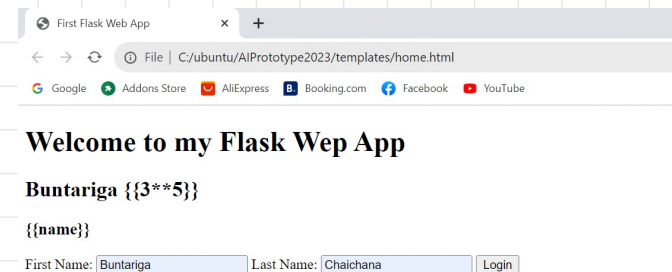 First Flask Web App
File | C:/ubuntu/AIPrototype2023/templates/home.html
Google Addons Store AliExpress B. Booking.com Facebook YouTube
Welcome to my Flask Wep App
Buntariga {{3**5}}
{{name}}
First Name: Buntariga Last Name: Chaichana Login